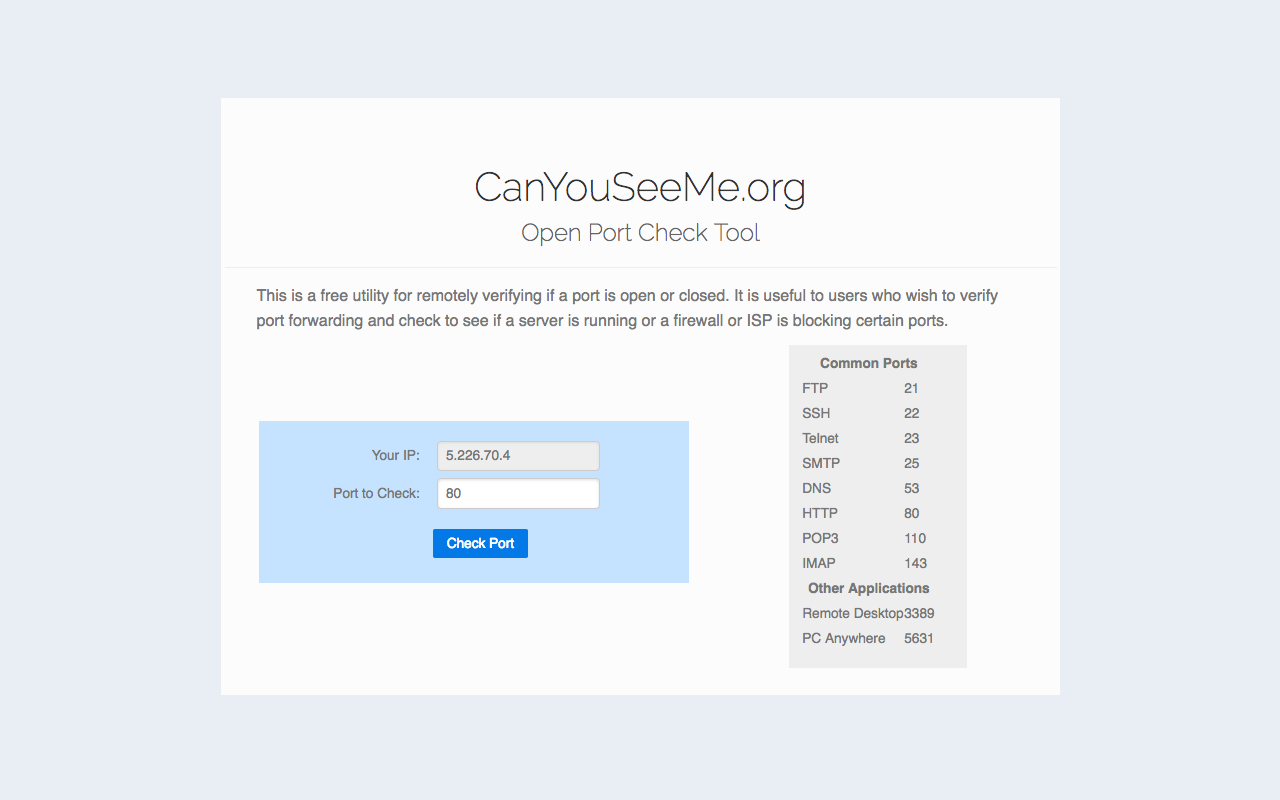 CanYouSeeMe.org
Open Port Check Tool
This is a free utility for remotely verifying if a port is open or closed. It is useful to users who wish to verify
port forwarding and check to see if a server is running or a firewall or ISP is blocking certain ports.
Your IP: 5.226.70.4
Port to Check: 80
Check Port
Common Ports
FTP 21
SSH 22
Telnet 23
SMTP 25
DNS 53
HTTP 80
POP3 110
IMAP 143
Other Applications
Remote Desktop 3389
PC Anywhere 5631